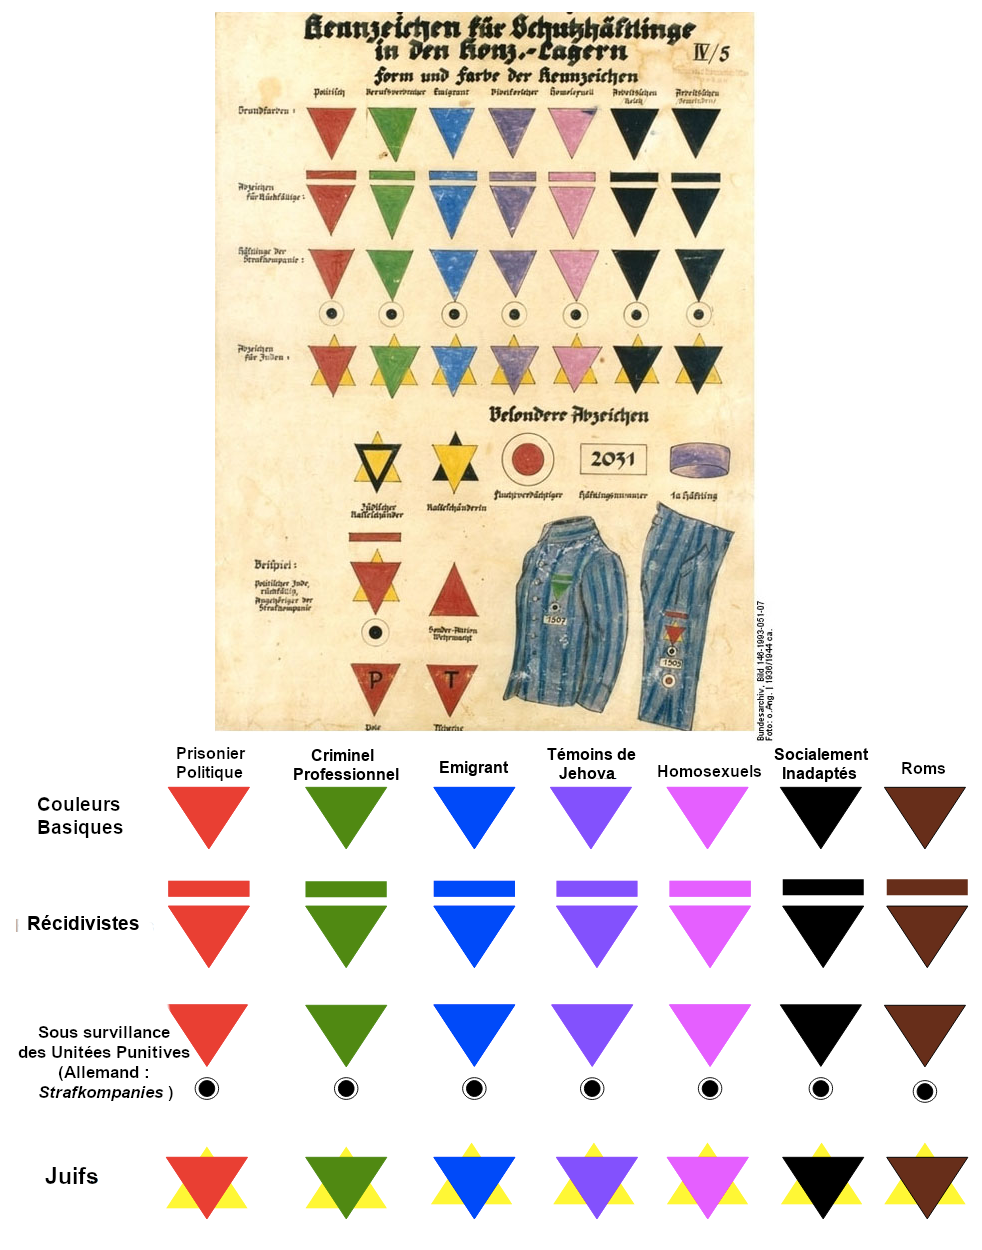 Kennzeichen für Schutzhäftlinge
in den Konz.-Lagern
IV/5
Form und Farbe der Kennzeichen
Politisch Berufsverbrecher Emigrant Bibelforscher Homosexuell Arbeitsscheu Arbeitsscheu
Reich
Grundfarben:
Abzeichen
für Rückfällige:
Häftlinge der
Strafkompanie:
Abzeichen
für Juden:
Besondere Abzeichen
2031
Jüdischer
Rasseschänder
Rasseschänderin
Fluchtverdächtiger
Häftlingsnummer
1a Häftling
Beispiel:
Politischer Jude,
rückfällig,
Angehöriger der
Strafkompanie
Sonder-Aktion
Wehrmacht
1507
1505
P T
Pole Tscheche
Bundesarchiv, Bild 146-1993-051-07
Foto: o.Ang. | 1936/1944 ca.
Prisonier
Politique
Criminel
Professionnel
Emigrant
Témoins de
Jehova
Homosexuels
Socialement
Inadaptés
Roms
Couleurs
Basiques
Récidivistes
Sous survillance
des Unitées Punitives
(Allemand :
Strafkompanies )
Juifs